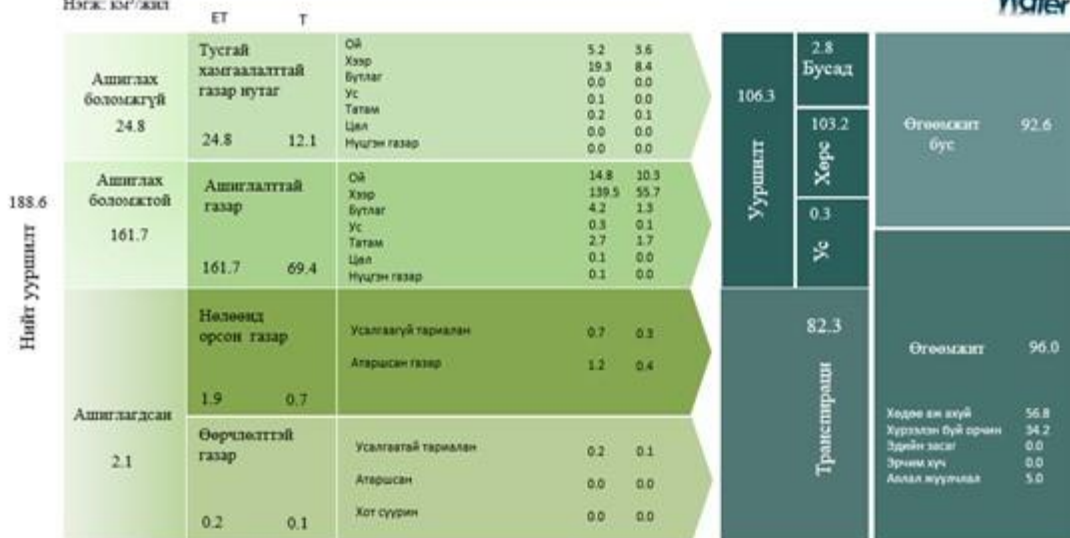 Нэгж: км³/жил
ET T
Water
188.6
Нийт ууршилт
Ашиглах
боломжгүй
24.8
Тусгай
хамгаалалттай
газар нутаг
24.8 12.1
Ой 5.2 3.6
Хээр 19.3 8.4
Бутлаг 0.0 0.0
Ус 0.1 0.0
Татам 0.2 0.1
Цөл 0.0 0.0
Нүцгэн газар 0.0 0.0
Ашиглах
боломжтой
161.7
Ашиглалттай
газар
161.7 69.4
Ой 14.8 10.3
Хээр 139.5 55.7
Бутлаг 4.2 1.3
Ус 0.3 0.1
Татам 2.7 1.7
Цөл 0.1 0.0
Нүцгэн газар 0.1 0.0
Ашиглагдсан
2.1
Нөлөөнд
орсон газар
1.9 0.7
Усалгаагүй тариалан 0.7 0.3
Атаршсан газар 1.2 0.4
Өөрчлөлттэй
газар
0.2 0.1
Усалгаатай тариалан 0.2 0.1
Атаршсан 0.0 0.0
Хот суурин 0.0 0.0
106.3
Ууршилт
2.8
Бусад
103.2
Хөрс
0.3
Ус
82.3
Транспираци
Өгөөмжит 92.6
бус
Өгөөмжит 96.0
Хөдөө аж ахуй 56.8
Хүрээлэн буй орчин 34.2
Эдийн засаг 0.0
Эрчим хүч 0.0
Аялал жуулчлал 5.0